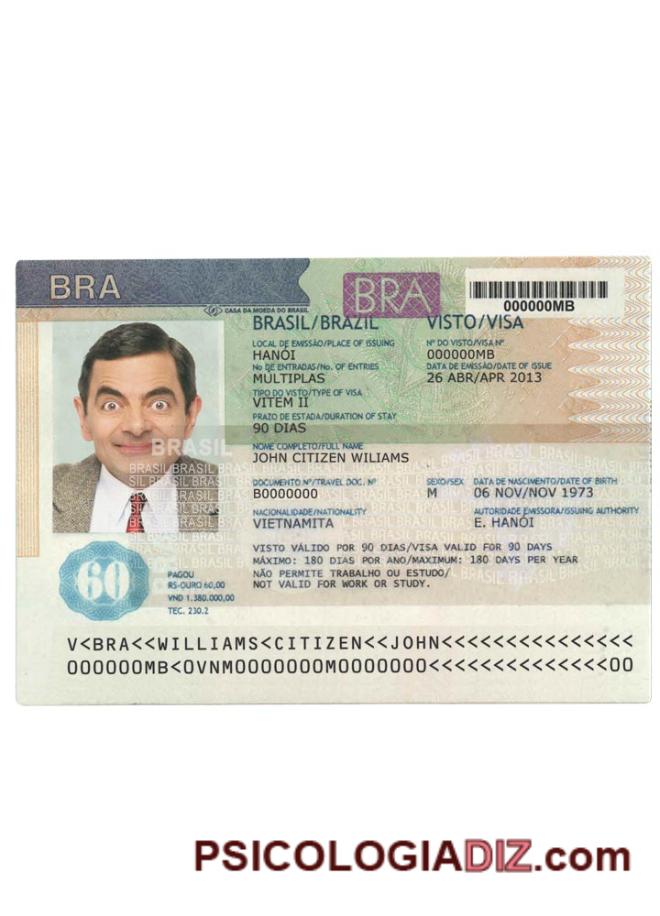 BRA
BRA
000000MB
CASA DA MOEDA DO BRASIL
BRASIL/BRAZIL VISTO/VISA
LOCAL DE EMISSÃO/PLACE OF ISSUING Nº DO VISTO/VISA Nº
HANÓI 000000MB
No DE ENTRADAS/No. OF ENTRIES DATA DE EMISSÃO/DATE OF ISSUE
MÚLTIPLAS 26 ABR/APR 2013
TIPO DO VISTO/TYPE OF VISA
VITEM II
PRAZO DE ESTADA/DURATION OF STAY
90 DIAS
BRASIL
NOME COMPLETO/FULL NAME
JOHN CITIZEN WILIAMS
DOCUMENTO Nº/TRAVEL DOC. Nº SEXO/SEX DATA DE NASCIMENTO/DATE OF BIRTH
B0000000 M 06 NOV/NOV 1973
NACIONALIDADE/NATIONALITY AUTORIDADE EMISSORA/ISSUING AUTHORITY
VIETNAMITA E. HANÓI
VISTO VÁLIDO POR 90 DIAS/VISA VALID FOR 90 DAYS
MÁXIMO: 180 DIAS POR ANO/MAXIMUM: 180 DAYS PER YEAR
NÃO PERMITE TRABALHO OU ESTUDO/
NOT VALID FOR WORK OR STUDY.
60
PAGOU
R$-OURO 60,00
VND 1.380.000,00
TEC. 230.2
V<BRA<<WILLIAMS<CITIZEN<<JOHN<<<<<<<<<<<<<<<
OOOOOOMB<OVNMOOOOOOOMOOOOOOO<<<<<<<<<<<<<<OO
PSICOLOGIADIZ.com